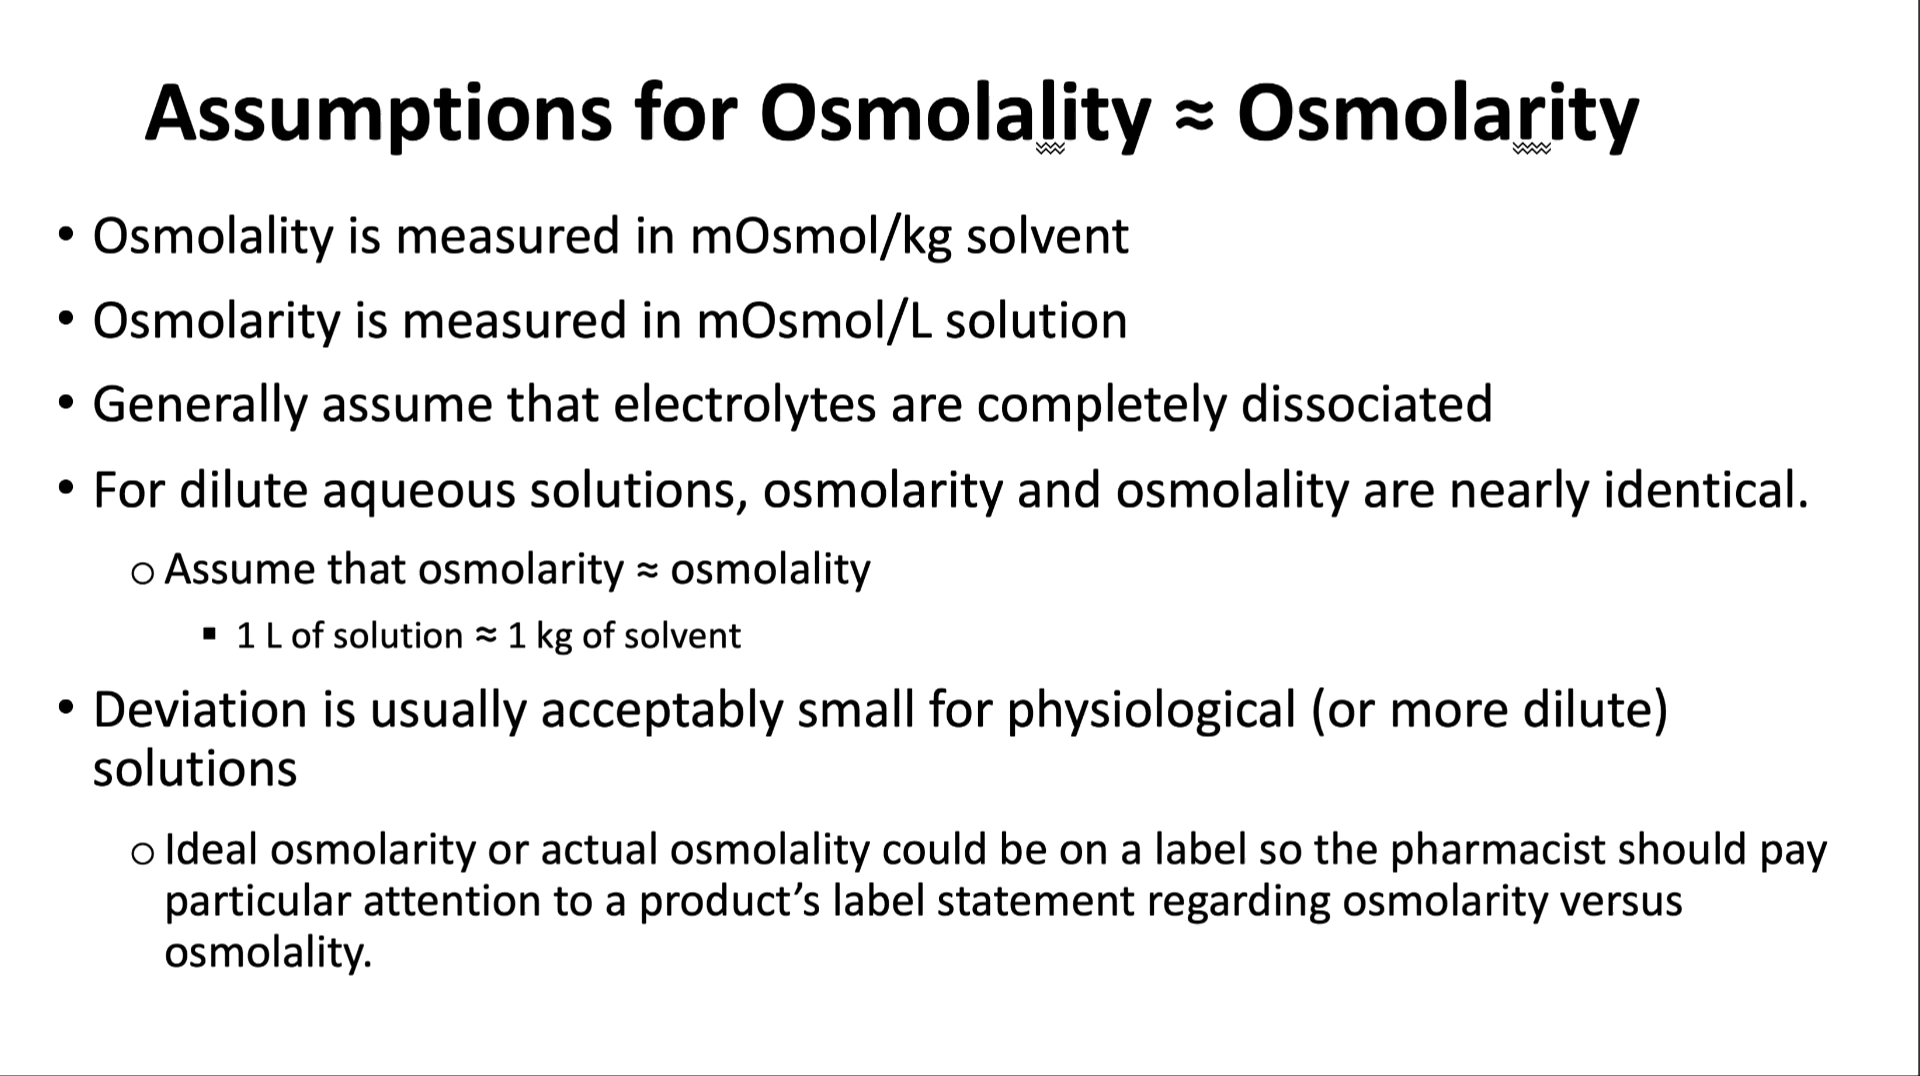 Assumptions for Osmolality ≈ Osmolarity
• Osmolality is measured in mOsmol/kg solvent
• Osmolarity is measured in mOsmol/L solution
• Generally assume that electrolytes are completely dissociated
• For dilute aqueous solutions, osmolarity and osmolality are nearly identical.
o Assume that osmolarity ≈ osmolality
▪ 1 L of solution ≈ 1 kg of solvent
• Deviation is usually acceptably small for physiological (or more dilute)
solutions
o Ideal osmolarity or actual osmolality could be on a label so the pharmacist should pay
particular attention to a product’s label statement regarding osmolarity versus
osmolality.